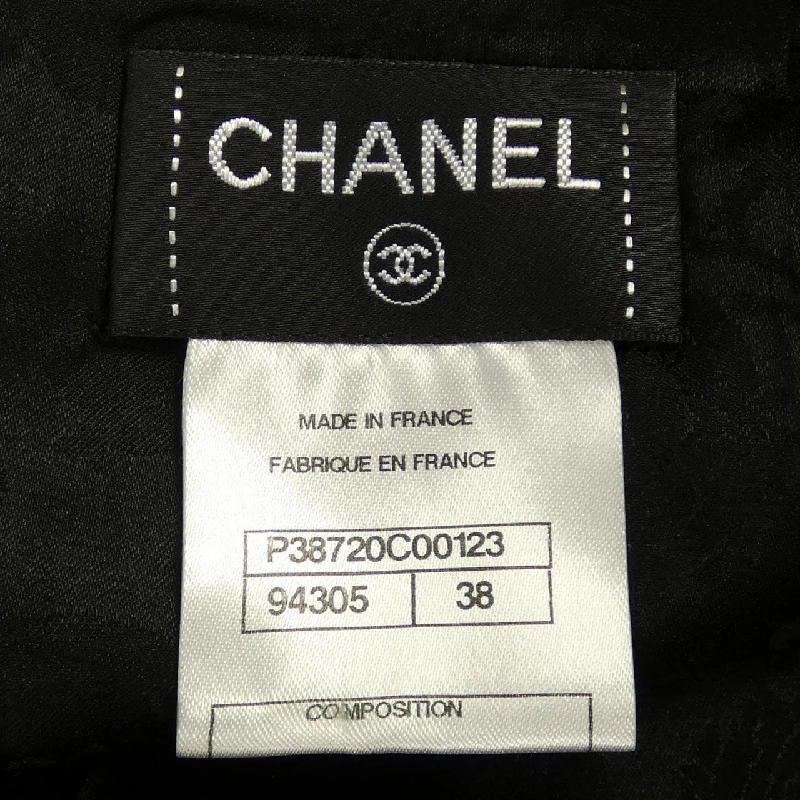 CHANEL
MADE IN FRANCE
FABRIQUE EN FRANCE
P38720C00123
94305 38
COMPOSITION